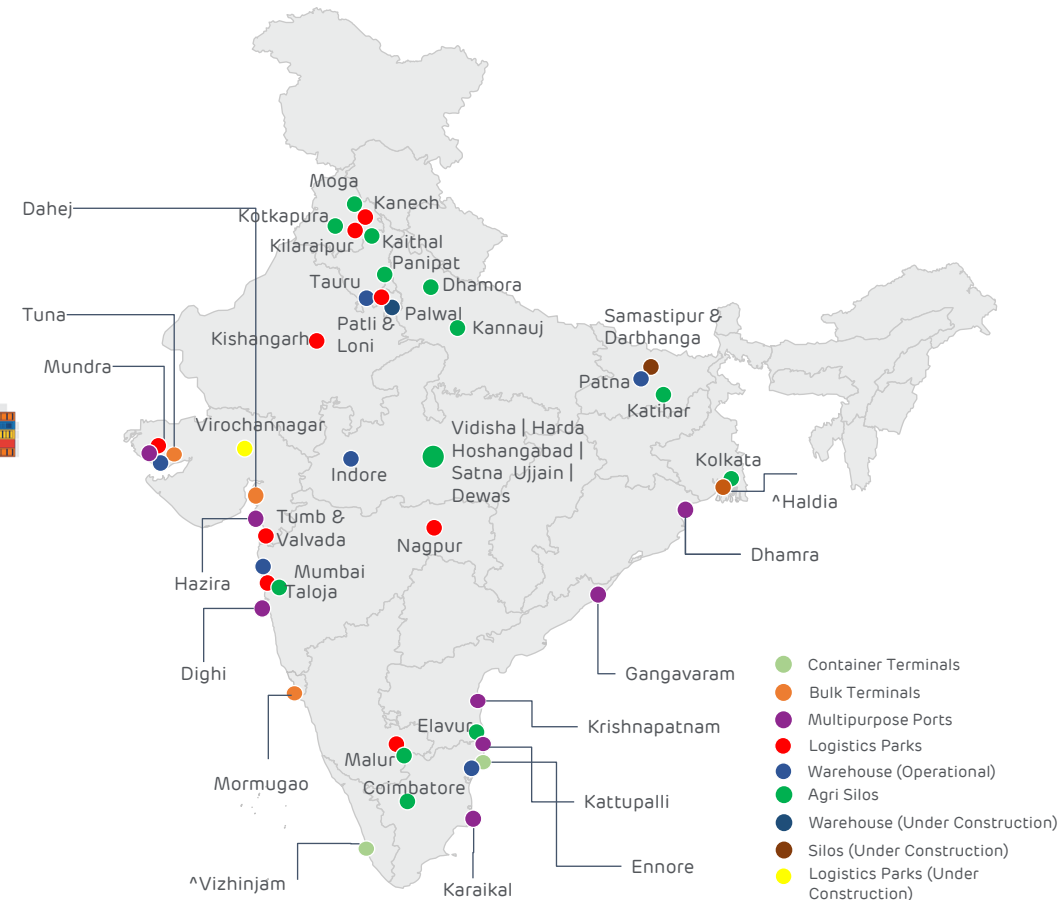 Moga
Kanech
Dahej
Kotkapura
Kilaraipur
Kaithal
Panipat
Tauru
Dhamora
Tuna
Palwal
Samastipur &
Darbhanga
Kishangarh
Patli &
Loni
Kannauj
Mundra
Patna
Katihar
Virochannagar
Vidisha | Harda
Hoshangabad |
Satna Ujjain |
Dewas
Indore
Kolkata
^Haldia
Tumb &
Valvada
Nagpur
Dhamra
Hazira
Mumbai
Taloja
Dighi
Gangavaram
Krishnapatnam
Elavur
Malur
Mormugao
Coimbatore
Kattupalli
Ennore
^Vizhinjam
Karaikal
Container Terminals
Bulk Terminals
Multipurpose Ports
Logistics Parks
Warehouse (Operational)
Agri Silos
Warehouse (Under Construction)
Silos (Under Construction)
Logistics Parks (Under
Construction)